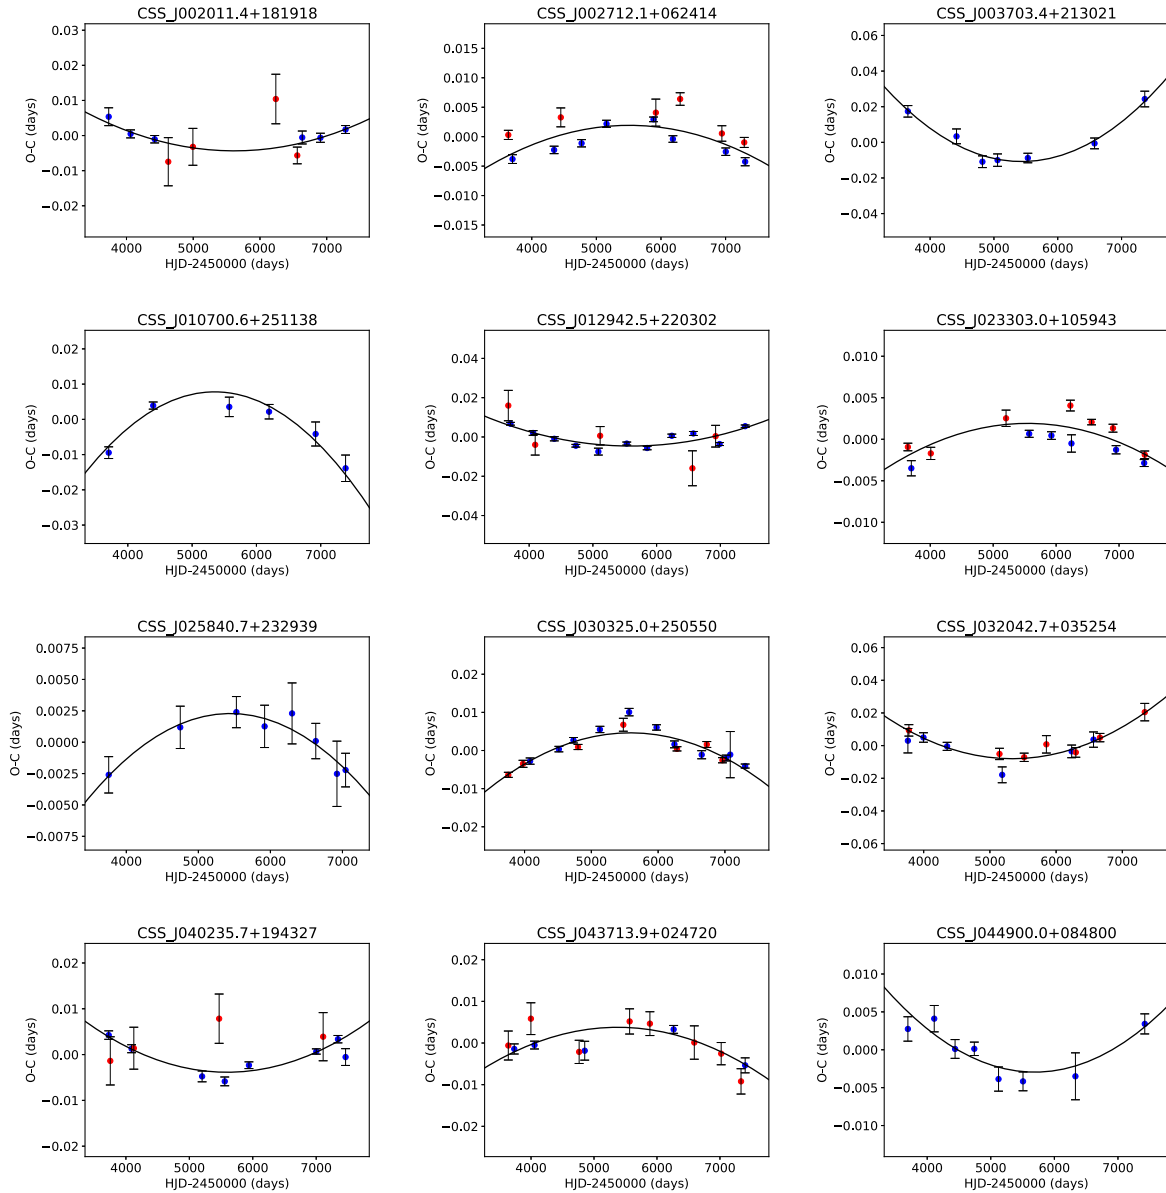 CSS_J002011.4+181918
0.03
0.02
0.01
0.00
−0.01
−0.02
O-C (days)
4000 5000 6000 7000
HJD-2450000 (days)
CSS_J002712.1+062414
0.015
0.010
0.005
0.000
−0.005
−0.010
−0.015
O-C (days)
4000 5000 6000 7000
HJD-2450000 (days)
CSS_J003703.4+213021
0.06
0.04
0.02
0.00
−0.02
−0.04
O-C (days)
4000 5000 6000 7000
HJD-2450000 (days)
CSS_J010700.6+251138
0.02
0.01
0.00
−0.01
−0.02
−0.03
O-C (days)
4000 5000 6000 7000
HJD-2450000 (days)
CSS_J012942.5+220302
0.04
0.02
0.00
−0.02
−0.04
O-C (days)
4000 5000 6000 7000
HJD-2450000 (days)
CSS_J023303.0+105943
0.010
0.005
0.000
−0.005
−0.010
O-C (days)
4000 5000 6000 7000
HJD-2450000 (days)
CSS_J025840.7+232939
0.0075
0.0050
0.0025
0.0000
−0.0025
−0.0050
−0.0075
O-C (days)
4000 5000 6000 7000
HJD-2450000 (days)
CSS_J030325.0+250550
0.02
0.01
0.00
−0.01
−0.02
O-C (days)
4000 5000 6000 7000
HJD-2450000 (days)
CSS_J032042.7+035254
0.06
0.04
0.02
0.00
−0.02
−0.04
−0.06
O-C (days)
4000 5000 6000 7000
HJD-2450000 (days)
CSS_J040235.7+194327
0.02
0.01
0.00
−0.01
−0.02
O-C (days)
4000 5000 6000 7000
HJD-2450000 (days)
CSS_J043713.9+024720
0.02
0.01
0.00
−0.01
−0.02
O-C (days)
4000 5000 6000 7000
HJD-2450000 (days)
CSS_J044900.0+084800
0.010
0.005
0.000
−0.005
−0.010
O-C (days)
4000 5000 6000 7000
HJD-2450000 (days)